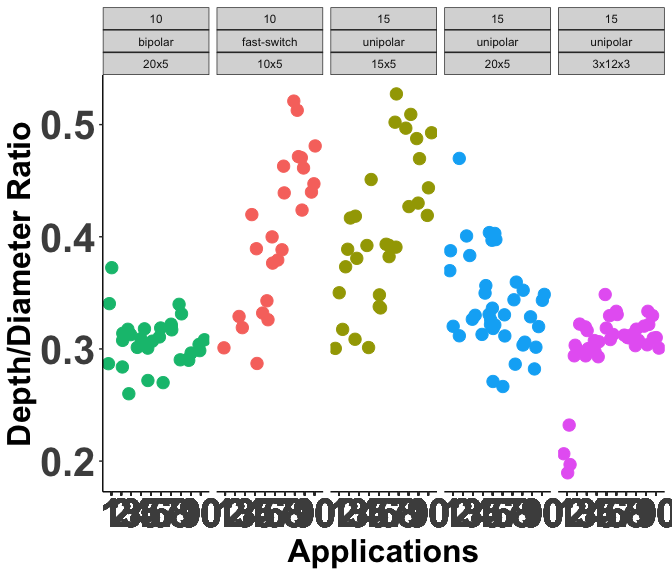 10 10 15 15 15
bipolar fast-switch unipolar unipolar unipolar
20x5 10x5 15x5 20x5 3x12x3
Depth/Diameter Ratio
0.5
0.4
0.3
0.2
Applications